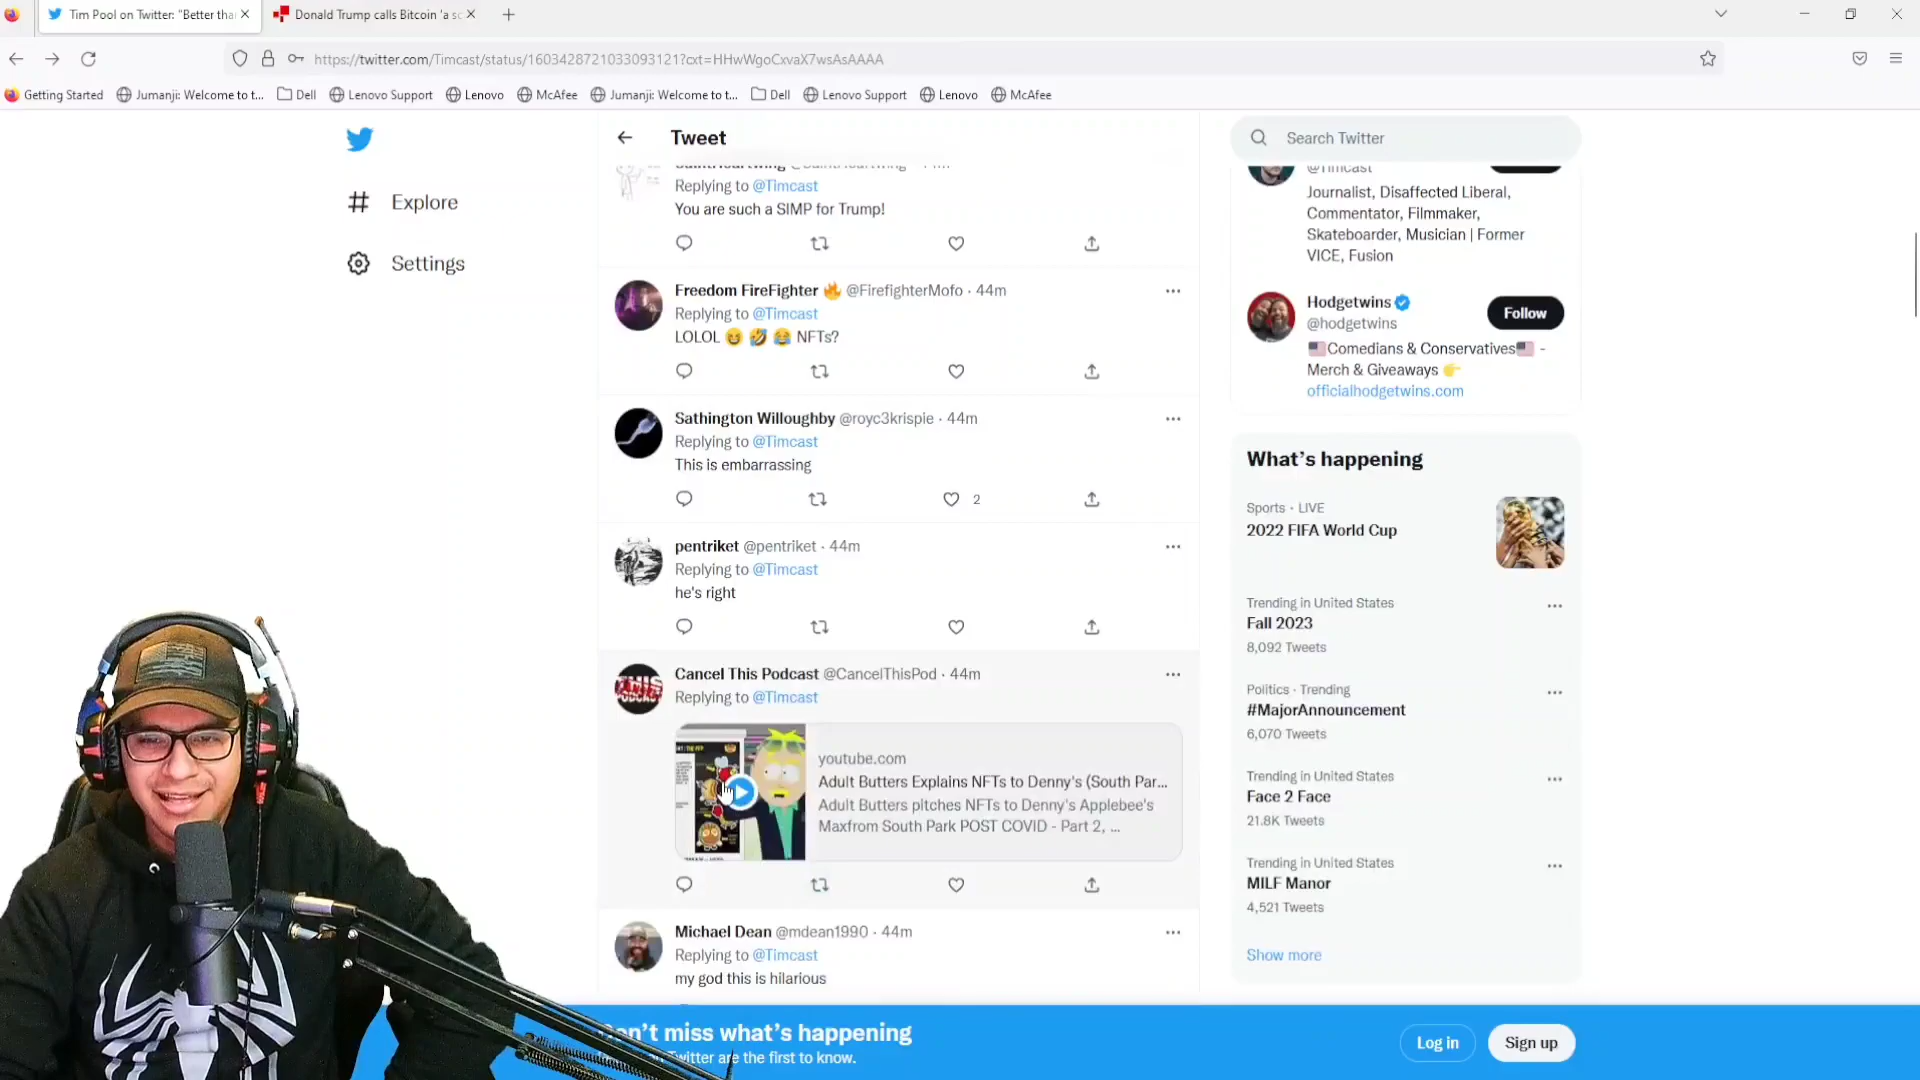 Tim Pool on Twitter: "Better tha
Donald Trump calls Bitcoin 'a sc
https://twitter.com/Timcast/status/1603428721033093121?cxt=HHwWgoCxvaX7wsAsAAAA
Getting Started
Jumanji: Welcome to t...
Dell
Lenovo Support
Lenovo
McAfee
Jumanji: Welcome to t...
Dell
Lenovo Support
Lenovo
McAfee
Explore
Settings
Tweet
Replying to @Timcast
You are such a SIMP for Trump!
Freedom FireFighter 🔥 @FirefighterMofo · 44m
Replying to @Timcast
LOLOL 😆 🤣 😂 NFTs?
Sathington Willoughby @royc3krispie · 44m
Replying to @Timcast
This is embarrassing
2
pentriket @pentriket · 44m
Replying to @Timcast
he's right
Cancel This Podcast @CancelThisPod · 44m
Replying to @Timcast
youtube.com
Adult Butters Explains NFTs to Denny's (South Par...
Adult Butters pitches NFTs to Denny's Applebee's
Maxfrom South Park POST COVID - Part 2, ...
Michael Dean @mdean1990 · 44m
Replying to @Timcast
my god this is hilarious
Search Twitter
@Timcast
Journalist, Disaffected Liberal,
Commentator, Filmmaker,
Skateboarder, Musician | Former
VICE, Fusion
Hodgetwins
@hodgetwins
Follow
🇺🇸Comedians & Conservatives🇺🇸 -
Merch & Giveaways 👉
officialhodgetwins.com
What's happening
Sports · LIVE
2022 FIFA World Cup
Trending in United States
Fall 2023
8,092 Tweets
Politics · Trending
#MajorAnnouncement
6,070 Tweets
Trending in United States
Face 2 Face
21.8K Tweets
Trending in United States
MILF Manor
4,521 Tweets
Show more
on't miss what's happening
Twitter are the first to know.
Log in
Sign up